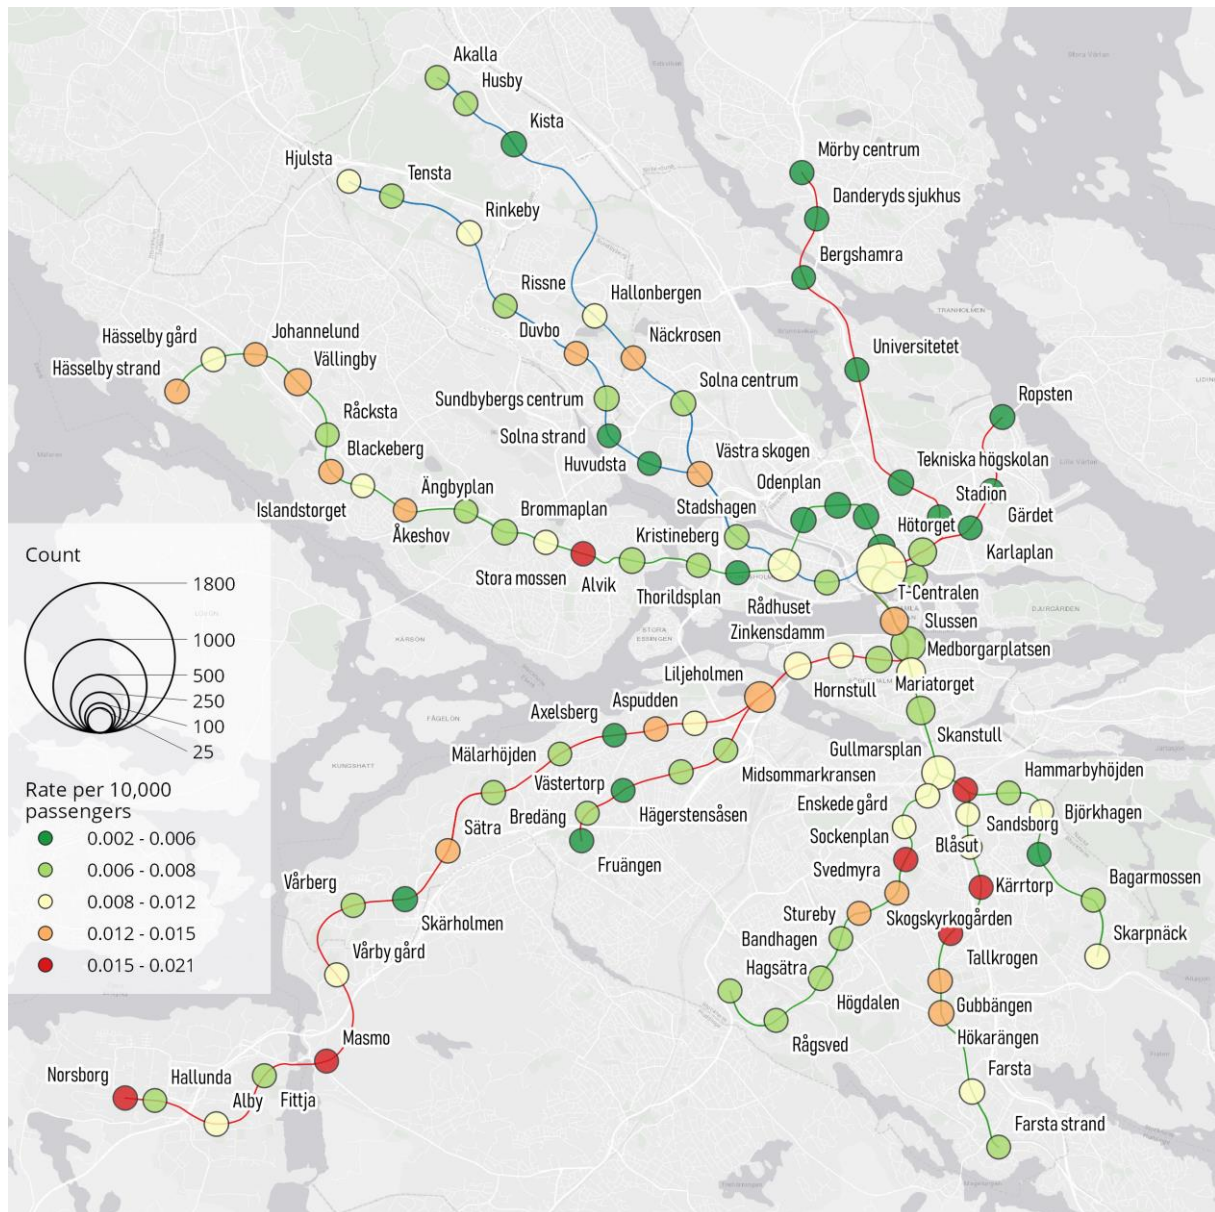 Akalla
Husby
Kista
Mörby centrum
Hjulsta
Tensta
Danderyds sjukhus
Rinkeby
Bergshamra
Rissne
Hallonbergen
TRANHOLMEN
Hässelby gård
Johannelund
Duvbo
Näckrosen
Universitetet
Hässelby strand
Vällingby
Solna centrum
Ropsten
Sundbybergs centrum
Råcksta
Solna strand
Blackeberg
Västra skogen
Tekniska högskolan
Huvudsta
Odenplan
Ängbyplan
Stadshagen
Stadion
Islandstorget
Brommaplan
Hötorget
Gärdet
Åkeshov
Kristineberg
Karlaplan
Stora mossen
Alvik
Thorildsplan
T-Centralen
Rådhuset
Slussen
DJURGÅRDEN
STORA
ESSINGEN
KÄRSÖN
Zinkensdamm
Medborgarplatsen
Liljeholmen
Hornstull
Mariatorget
Aspudden
Axelsberg
FÅGELÖN
Skanstull
Mälarhöjden
Gullmarsplan
KUNGSHATT
Västertorp
Midsommarkransen
Hammarbyhöjden
Enskede gård
Bredäng
Hägerstensåsen
Sandsborg
Björkhagen
Sätra
Sockenplan
Blåsut
Fruängen
Svedmyra
Kärrtorp
Bagarmossen
Vårberg
Stureby
Skogskyrkogården
Skärholmen
Bandhagen
Skarpnäck
Vårby gård
Tallkrogen
Hagsätra
Högdalen
Gubbängen
Masmo
Rågsved
Hökarängen
Norsborg
Hallunda
Farsta
Alby
Fittja
Farsta strand
Count
1800
1000
500
250
100
25
Rate per 10,000
passengers
0.002 - 0.006
0.006 - 0.008
0.008 - 0.012
0.012 - 0.015
0.015 - 0.021